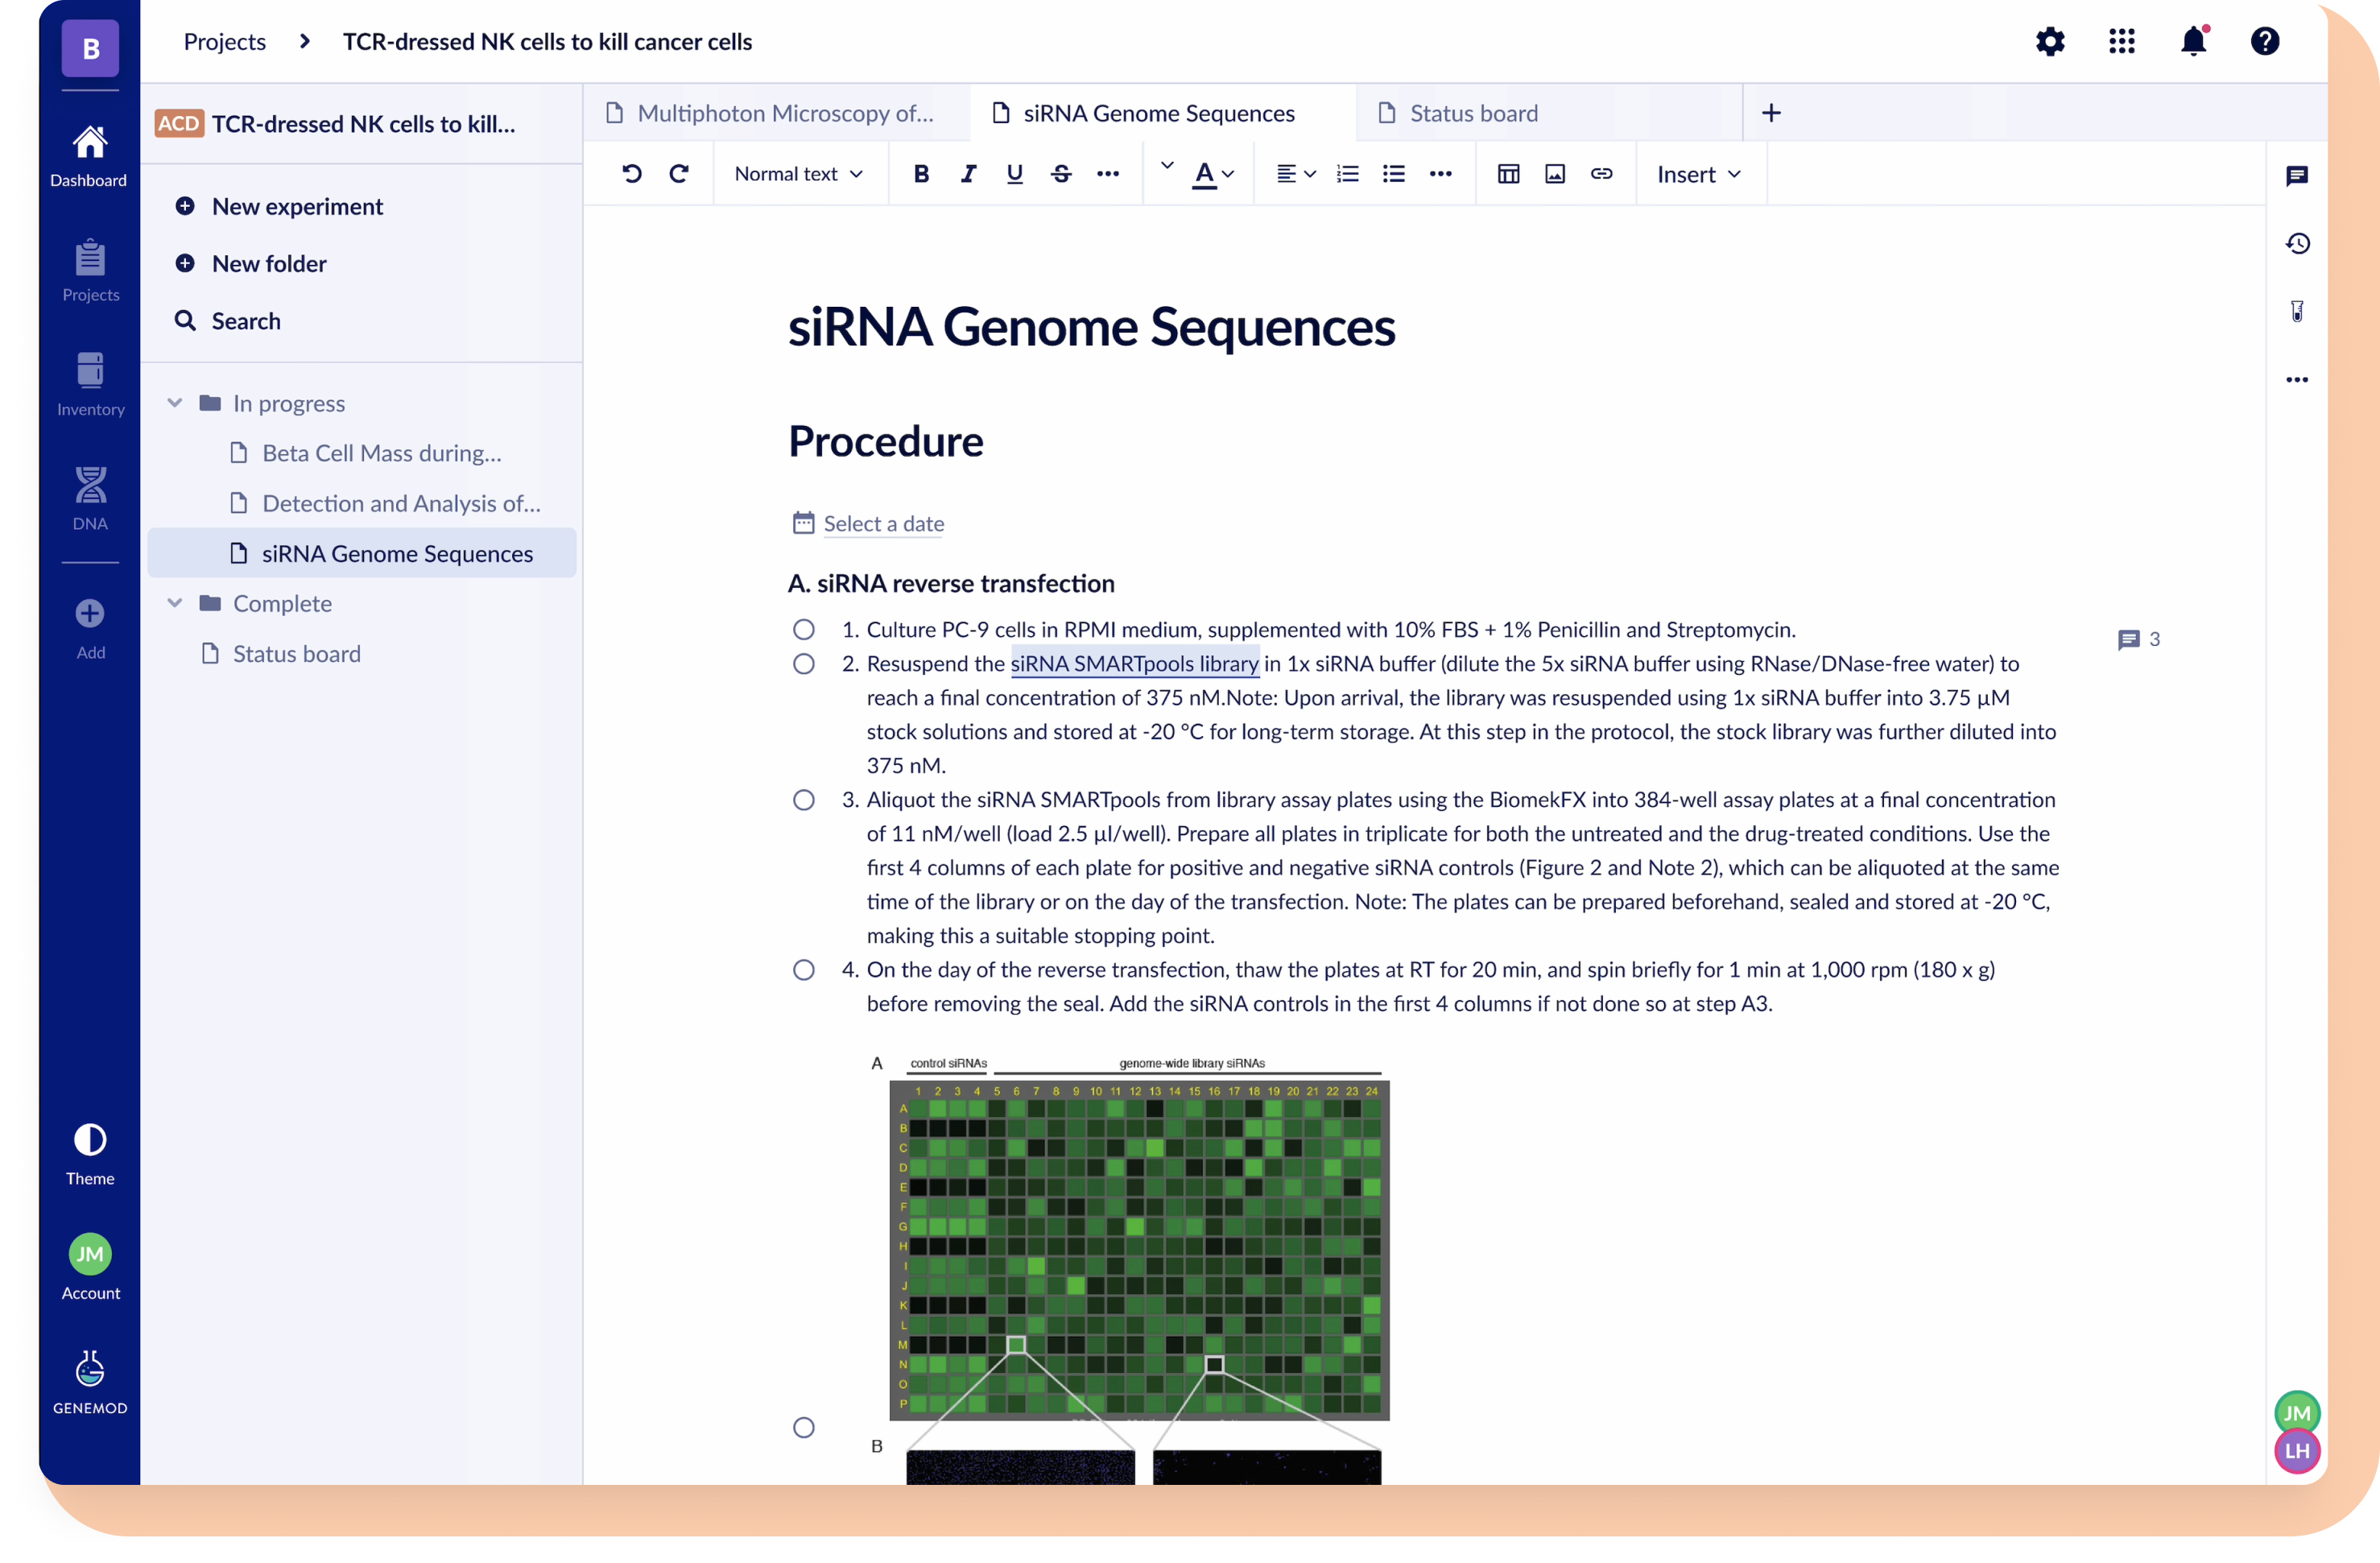 B
Projects
TCR-dressed NK cells to kill cancer cells
Dashboard
Projects
Inventory
DNA
Add
Theme
JM
Account
GENEMOD
ACD TCR-dressed NK cells to kill...
New experiment
New folder
Search
In progress
Beta Cell Mass during...
Detection and Analysis of...
siRNA Genome Sequences
Complete
Status board
Multiphoton Microscopy of...
siRNA Genome Sequences
Status board
Normal text
B I U S A
Insert
siRNA Genome Sequences
Procedure
Select a date
A. siRNA reverse transfection
1. Culture PC-9 cells in RPMI medium, supplemented with 10% FBS + 1% Penicillin and Streptomycin.
3
2. Resuspend the siRNA SMARTpools library in 1x siRNA buffer (dilute the 5x siRNA buffer using RNase/DNase-free water) to
reach a final concentration of 375 nM.Note: Upon arrival, the library was resuspended using 1x siRNA buffer into 3.75 µM
stock solutions and stored at -20 °C for long-term storage. At this step in the protocol, the stock library was further diluted into
375 nM.
3. Aliquot the siRNA SMARTpools from library assay plates using the BiomekFX into 384-well assay plates at a final concentration
of 11 nM/well (load 2.5 µl/well). Prepare all plates in triplicate for both the untreated and the drug-treated conditions. Use the
first 4 columns of each plate for positive and negative siRNA controls (Figure 2 and Note 2), which can be aliquoted at the same
time of the library or on the day of the transfection. Note: The plates can be prepared beforehand, sealed and stored at -20 °C,
making this a suitable stopping point.
4. On the day of the reverse transfection, thaw the plates at RT for 20 min, and spin briefly for 1 min at 1,000 rpm (180 x g)
before removing the seal. Add the siRNA controls in the first 4 columns if not done so at step A3.
A control siRNAs genome-wide library siRNAs
1 2 3 4 5 6 7 8 9 10 11 12 13 14 15 16 17 18 19 20 21 22 23 24
A
B
C
D
E
F
G
H
I
J
K
L
M
N
O
P
B
JM
LH